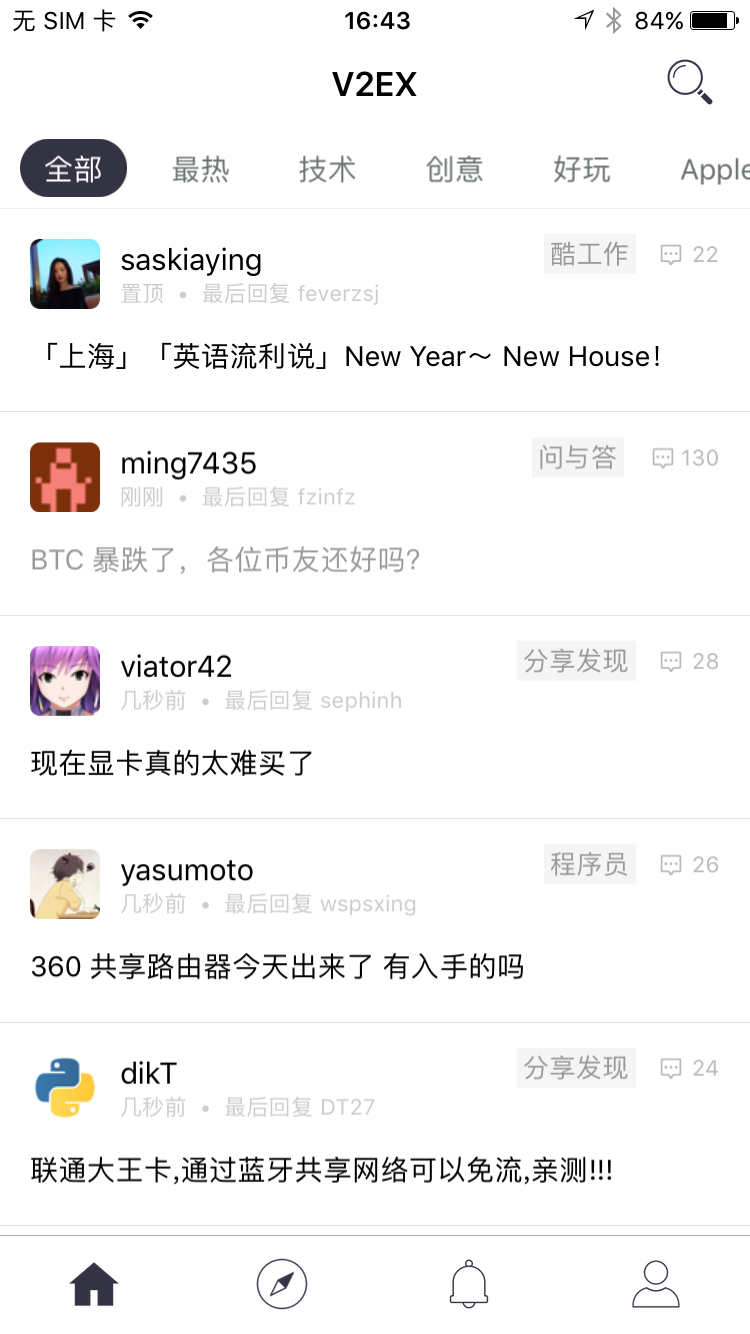 无 SIM 卡 16:43 84%
V2EX
全部 最热 技术 创意 好玩 Apple
saskiaying 酷工作 22
置顶 • 最后回复 feverzsj
「上海」「英语流利说」New Year～ New House！
ming7435 问与答 130
刚刚 • 最后回复 fzinfz
BTC 暴跌了，各位币友还好吗?
viator42 分享发现 28
几秒前 • 最后回复 sephinh
现在显卡真的太难买了
yasumoto 程序员 26
几秒前 • 最后回复 wspsxing
360 共享路由器今天出来了 有入手的吗
dikT 分享发现 24
几秒前 • 最后回复 DT27
联通大王卡,通过蓝牙共享网络可以免流,亲测!!!